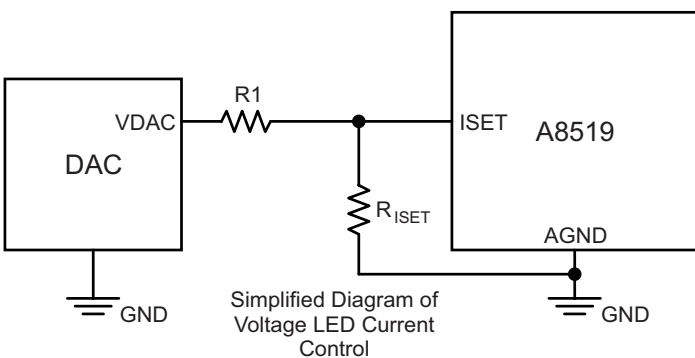 R1
VDAC
ISET
A8519
DAC
RISET
AGND
GND
GND
Simplified Diagram of
Voltage LED Current
Control